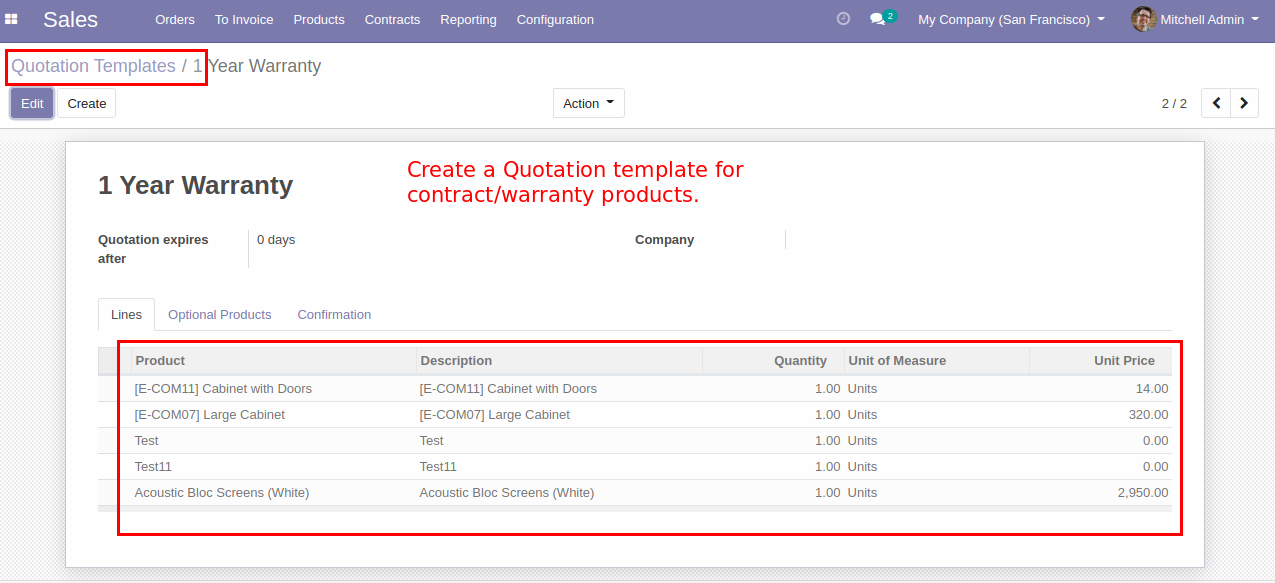 Sales Orders To Invoice Products Contracts Reporting Configuration 2 My Company (San Francisco) Mitchell Admin
Quotation Templates / 1 Year Warranty
Edit Create Action 2 / 2
1 Year Warranty
Create a Quotation template for
contract/warranty products.
Quotation expires
after
0 days
Company
Lines Optional Products Confirmation
Product Description Quantity Unit of Measure Unit Price
[E-COM11] Cabinet with Doors [E-COM11] Cabinet with Doors 1.00 Units 14.00
[E-COM07] Large Cabinet [E-COM07] Large Cabinet 1.00 Units 320.00
Test Test 1.00 Units 0.00
Test11 Test11 1.00 Units 0.00
Acoustic Bloc Screens (White) Acoustic Bloc Screens (White) 1.00 Units 2,950.00